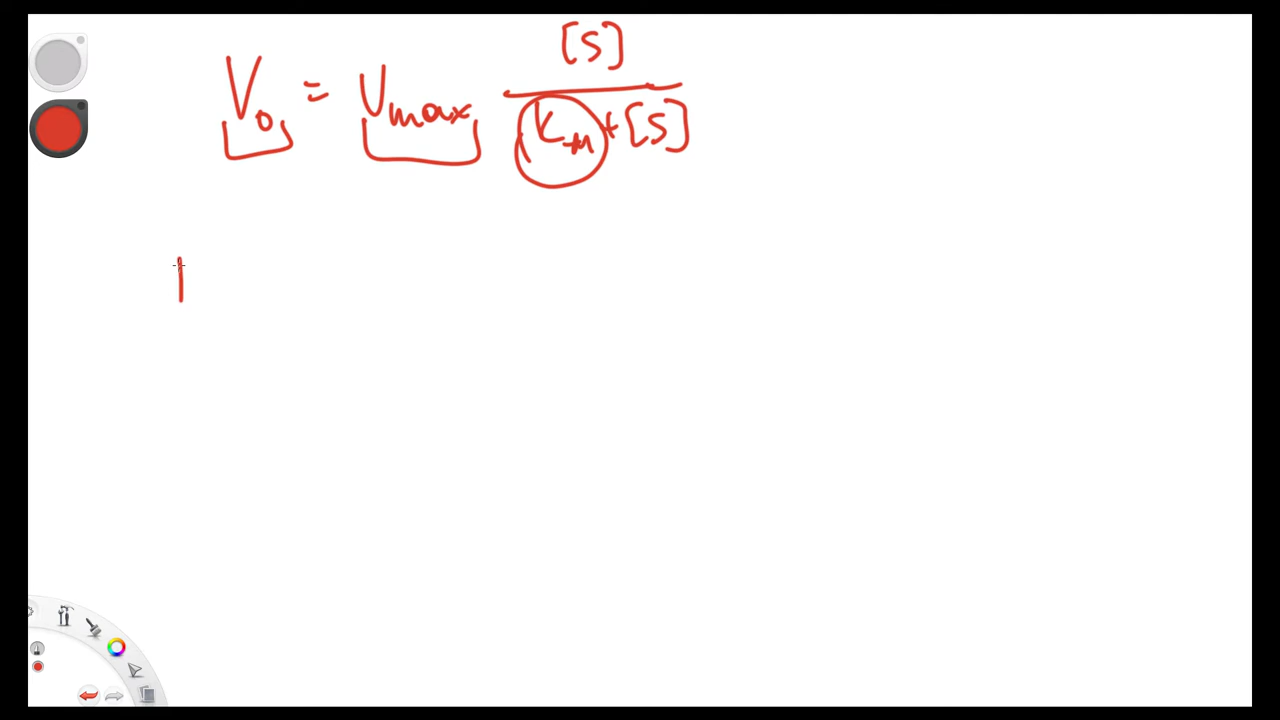 V₀ = Vmax [S] / (KM + [S])